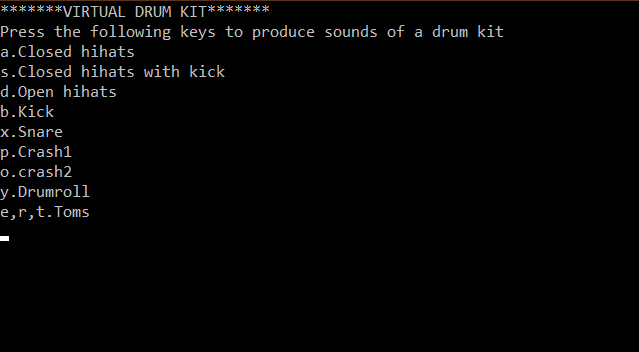 *******VIRTUAL DRUM KIT*******
Press the following keys to produce sounds of a drum kit
a.Closed hihats
s.Closed hihats with kick
d.Open hihats
b.Kick
x.Snare
p.Crash1
o.crash2
y.Drumroll
e,r,t.Toms